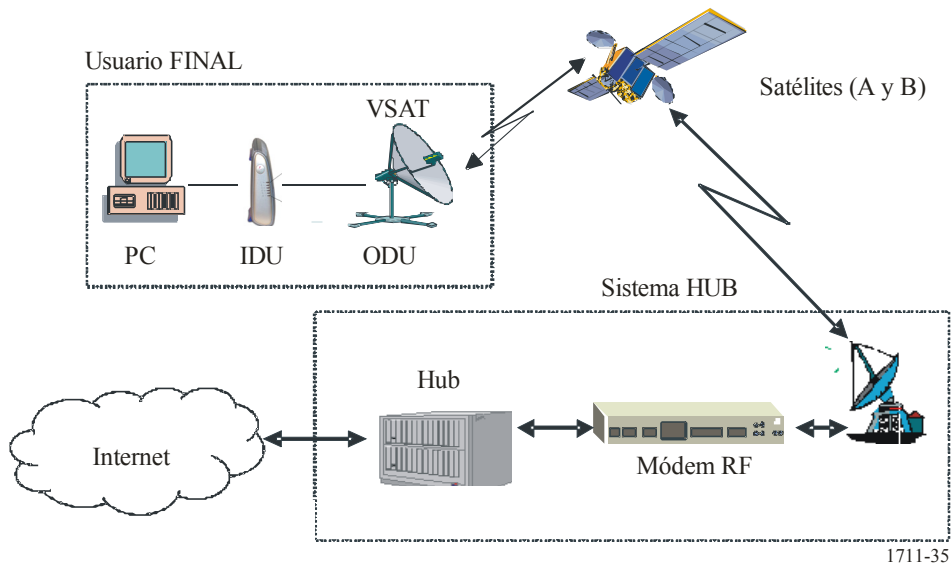 Usuario FINAL
VSAT
Satélites (A y B)
PC
IDU
ODU
Sistema HUB
Hub
Internet
Módem RF
1711-35